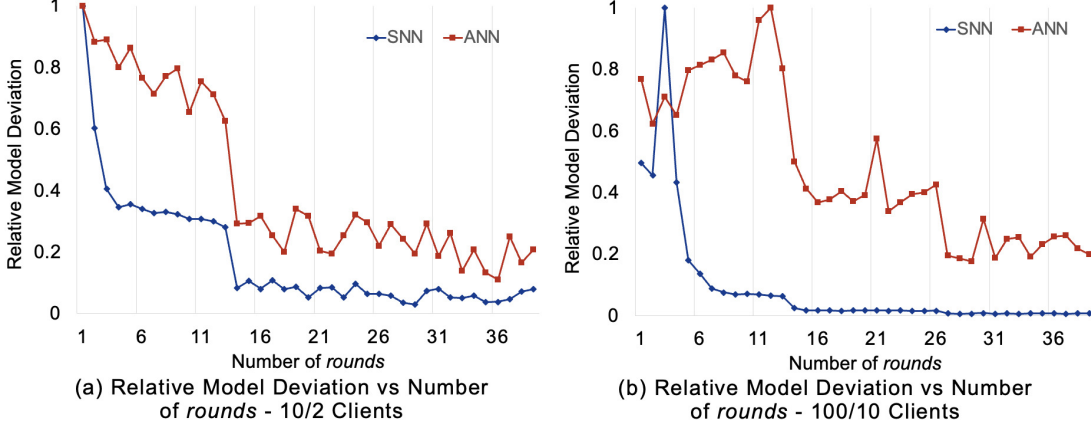 1
0.8
0.6
0.4
0.2
0
Relative Model Deviation
SNN ANN
1 6 11 16 21 26 31 36
Number of rounds
(a) Relative Model Deviation vs Number
of rounds - 10/2 Clients
1
0.8
0.6
0.4
0.2
0
Relative Model Deviation
SNN ANN
1 6 11 16 21 26 31 36
Number of rounds
(b) Relative Model Deviation vs Number
of rounds - 100/10 Clients